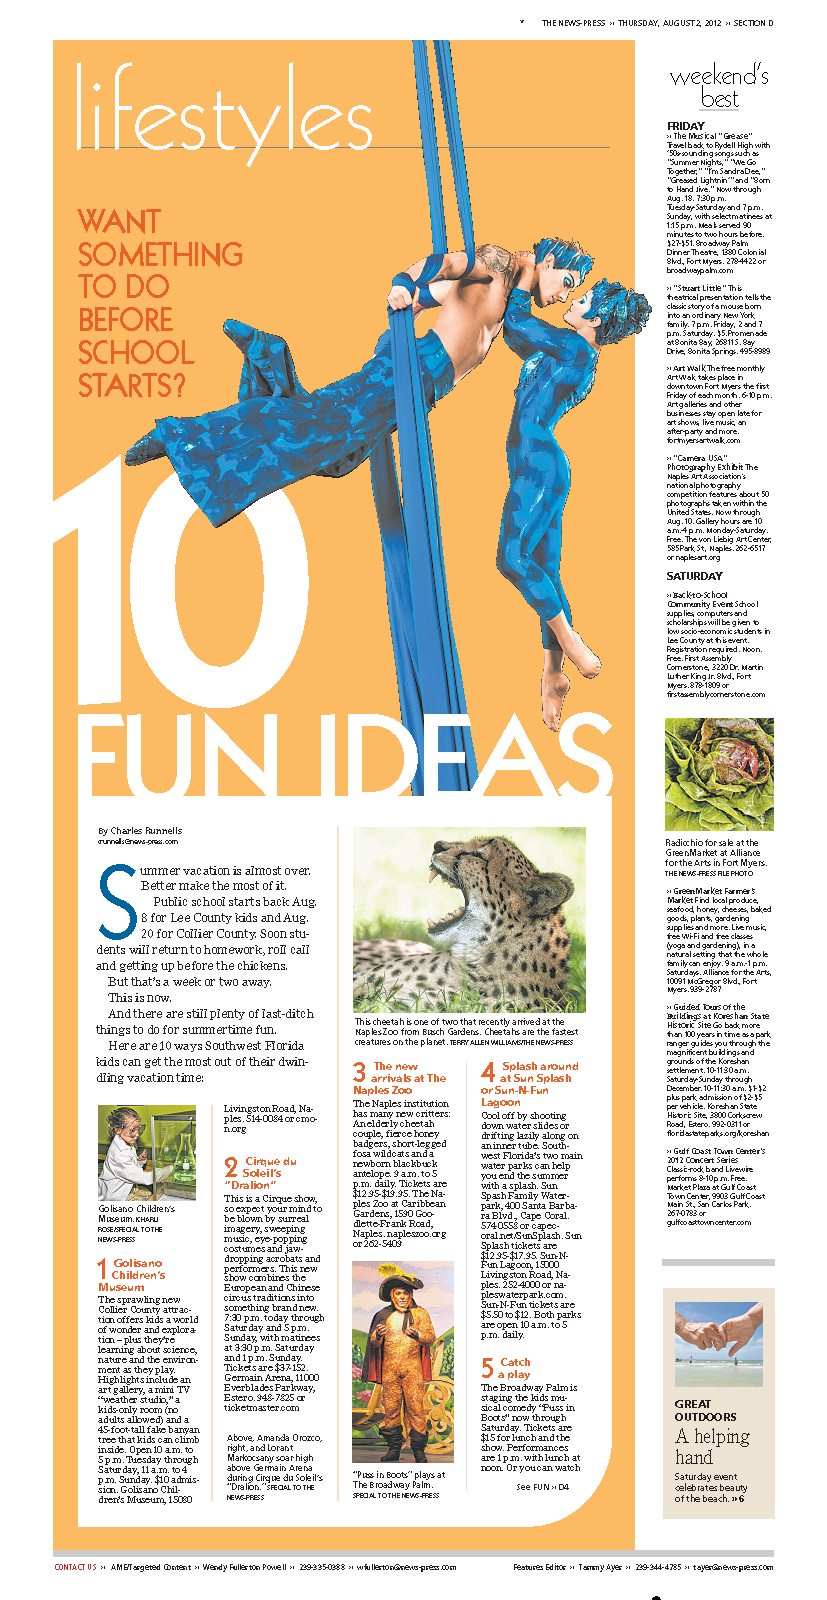 * THE NEWS-PRESS ›› THURSDAY, AUGUST 2, 2012 ›› SECTION D
lifestyles
WANT
SOMETHING
TO DO
BEFORE
SCHOOL
STARTS?
10
FUN IDEAS
By Charles Runnells
crunnells@news-press.com
Summer vacation is almost over.
Better make the most of it.
Public school starts back Aug.
8 for Lee County kids and Aug.
20 for Collier County. Soon stu-
dents will return to homework, roll call
and getting up before the chickens.
But that's a week or two away.
This is now.
And there are still plenty of last-ditch
things to do for summertime fun.
Here are 10 ways Southwest Florida
kids can get the most out of their dwin-
dling vacation time:
Golisano Children's
Museum. KHARLI
ROSE/SPECIAL TO THE
NEWS-PRESS
1 Golisano
Children's
Museum
The sprawling new
Collier County attrac-
tion offers kids a world
of wonder and explora-
tion – plus they're
learning about science,
nature and the environ-
ment as they play.
Highlights include an
art gallery, a mini TV
"weather studio," a
kids-only room (no
adults allowed) and a
45-foot-tall fake banyan
tree that kids can climb
inside. Open 10 a.m. to
5 p.m. Tuesday through
Saturday, 11 a.m. to 4
p.m. Sunday. $10 admis-
sion. Golisano Chil-
dren's Museum, 15080
Livingston Road, Na-
ples. 514-0084 or cmo-
n.org
2 Cirque du
Soleil's
"Dralion"
This is a Cirque show,
so expect your mind to
be blown by surreal
imagery, sweeping
music, eye-popping
costumes and jaw-
dropping acrobats and
performers. This new
show combines the
European and Chinese
circus traditions into
something brand new.
7:30 p.m. today through
Saturday and 5 p.m.
Sunday, with matinees
at 3:30 p.m. Saturday
and 1 p.m. Sunday.
Tickets are $37-152.
Germain Arena, 11000
Everblades Parkway,
Estero. 948-7825 or
ticketmaster.com
Above, Amanda Orozco,
right, and Lorant
Markocsany soar high
above Germain Arena
during Cirque du Soleil's
"Dralion." SPECIAL TO THE
NEWS-PRESS
This cheetah is one of two that recently arrived at the
Naples Zoo from Busch Gardens. Cheetahs are the fastest
creatures on the planet. TERRY ALLEN WILLIAMS/THE NEWS-PRESS
3 The new
arrivals at The
Naples Zoo
The Naples institution
has many new critters:
An elderly cheetah
couple, fierce honey
badgers, short-legged
fosa wildcats and a
newborn blackbuck
antelope. 9 a.m. to 5
p.m. daily. Tickets are
$12.95-$19.95. The Na-
ples Zoo at Caribbean
Gardens, 1590 Goo-
dlette-Frank Road,
Naples. napleszoo.org
or 262-5409
"Puss in Boots" plays at
The Broadway Palm.
SPECIAL TO THE NEWS-PRESS
4 Splash around
at Sun Splash
or Sun-N-Fun
Lagoon
Cool off by shooting
down water slides or
drifting lazily along on
an inner tube. South-
west Florida's two main
water parks can help
you end the summer
with a splash. Sun
Spash Family Water-
park, 400 Santa Barba-
ra Blvd., Cape Coral.
574-0558 or capec-
oral.net/SunSplash. Sun
Splash tickets are
$12.95-$17.95. Sun-N-
Fun Lagoon, 15000
Livingston Road, Na-
ples. 252-4000 or na-
pleswaterpark.com.
Sun-N-Fun tickets are
$5.50 to $12. Both parks
are open 10 a.m. to 5
p.m. daily.
5 Catch
a play
The Broadway Palm is
staging the kids mu-
sical comedy "Puss in
Boots" now through
Saturday. Tickets are
$15 for lunch and the
show. Performances
are 1 p.m. with lunch at
noon. Or you can watch
See FUN ›› D4
weekend's
best
FRIDAY
›› The Musical "Grease"
Travel back to Rydell High with
'50s-sounding songs such as
"Summer Nights," "We Go
Together," "I'm Sandra Dee,"
"Greased Lightnin'" and "Born
to Hand Jive." Now through
Aug. 18. 7:30 p.m.
Tuesday-Saturday and 7 p.m.
Sunday, with select matinees at
1:15 p.m. Meal served 90
minutes to two hours before.
$27-$51. Broadway Palm
Dinner Theatre, 1380 Colonial
Blvd., Fort Myers. 278-4422 or
broadwaypalm.com
›› "Stuart Little" This
theatrical presentation tells the
classic story of a mouse born
into an ordinary New York
family. 7 p.m. Friday, 2 and 7
p.m. Saturday. $5. Promenade
at Bonita Bay, 26811 S. Bay
Drive, Bonita Springs. 495-8989
›› Art Walk The free monthly
Art Walk takes place in
downtown Fort Myers the first
Friday of each month. 6-10 p.m.
Art galleries and other
businesses stay open late for
art shows, live music, an
after-party and more.
fortmyersartwalk.com
›› "Camera USA"
Photography Exhibit The
Naples Art Association's
national photography
competition features about 50
photographs taken within the
United States. Now through
Aug. 10. Gallery hours are 10
a.m.-4 p.m. Monday-Saturday.
Free. The von Liebig Art Center,
585 Park St., Naples. 262-6517
or naplesart.org
SATURDAY
›› Back-to-School
Community Event School
supplies, computers and
scholarships will be given to
low socio-economic students in
Lee County at this event.
Registration required. Noon.
Free. First Assembly
Cornerstone, 3220 Dr. Martin
Luther King Jr. Blvd., Fort
Myers. 878-1809 or
firstassemblycornerstone.com
Radicchio for sale at the
GreenMarket at Alliance
for the Arts in Fort Myers.
THE NEWS-PRESS FILE PHOTO
›› GreenMarket Farmer's
Market Find local produce,
seafood, honey, cheeses, baked
goods, plants, gardening
supplies and more. Live music,
free Wi-Fi and free classes
(yoga and gardening), in a
natural setting that the whole
family can enjoy. 9 a.m.-1 p.m.
Saturdays. Alliance for the Arts,
10091 McGregor Blvd., Fort
Myers. 939-2787
›› Guided Tours of the
Buildings at Koreshan State
Historic Site Go back more
than 100 years in time as a park
ranger guides you through the
magnificent buildings and
grounds of the Koreshan
settlement. 10-11:30 a.m.
Saturday-Sunday through
December. 10-11:30 a.m. $1-$2
plus park admission of $2-$5
per vehicle. Koreshan State
Historic Site, 3800 Corkscrew
Road, Estero. 992-0311 or
floridastateparks.org/koreshan
›› Gulf Coast Town Center's
2012 Concert Series
Classic-rock band Livewire
performs 8-10 p.m. Free.
Market Plaza at Gulf Coast
Town Center, 9903 Gulf Coast
Main St., San Carlos Park.
267-0783 or
gulfcoasttowncenter.com
GREAT
OUTDOORS
A helping
hand
Saturday event
celebrates beauty
of the beach. ›› 6
CONTACT US ›› AME/Targeted Content ›› Wendy Fullerton Powell ›› 239-335-0388 ›› wfullerton@news-press.com Features Editor ›› Tammy Ayer ›› 239-344-4785 ›› tayer@news-press.com